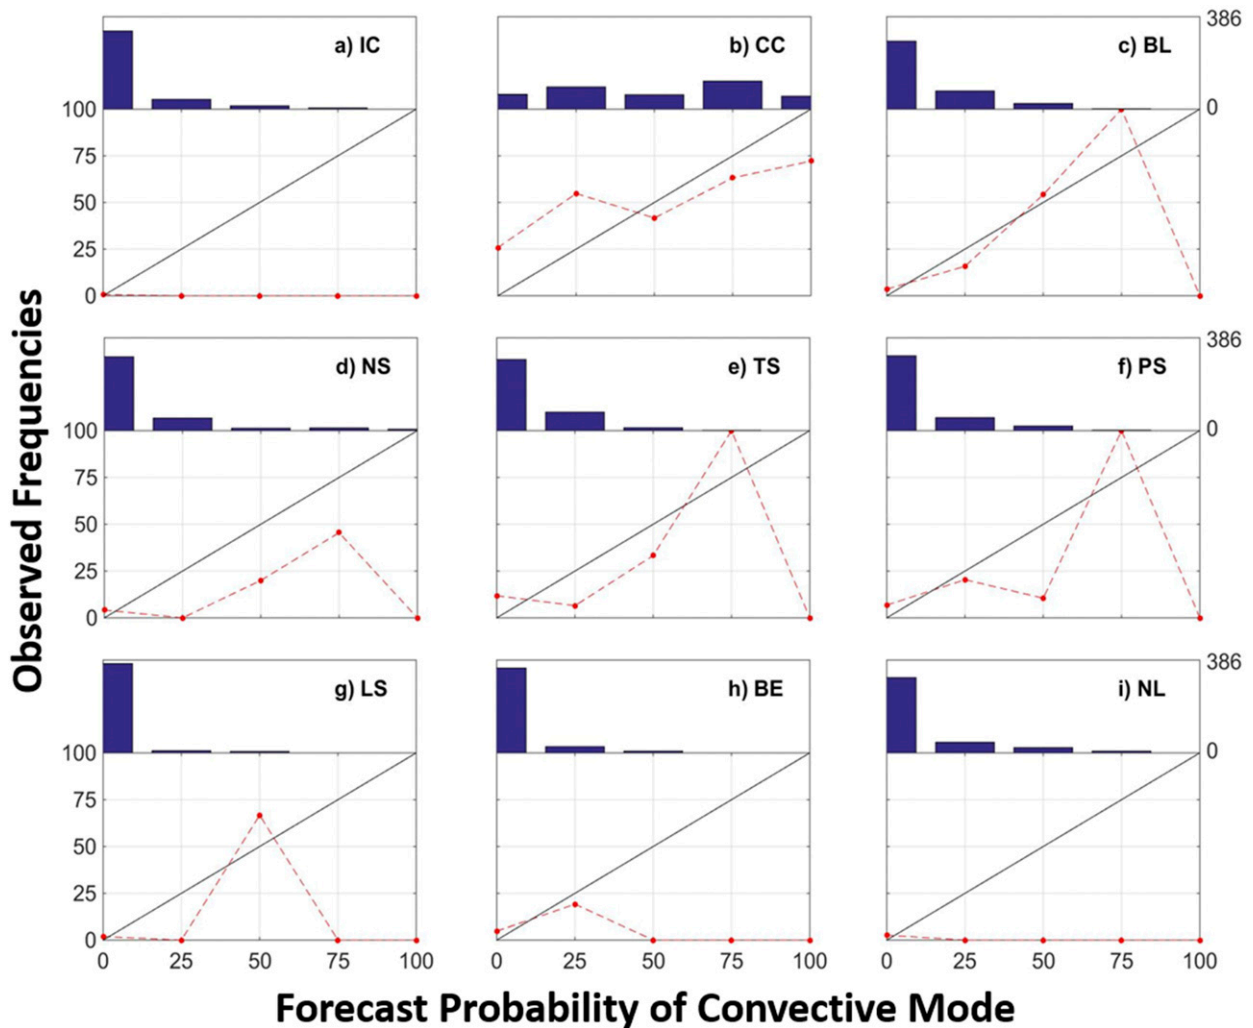 a) IC
b) CC
c) BL
386
100
0
75
50
25
0
d) NS
e) TS
f) PS
386
100
0
75
50
25
0
g) LS
h) BE
i) NL
386
100
0
75
50
25
0
0 25 50 75 100
0 25 50 75 100
0 25 50 75 100
Observed Frequencies
Forecast Probability of Convective Mode